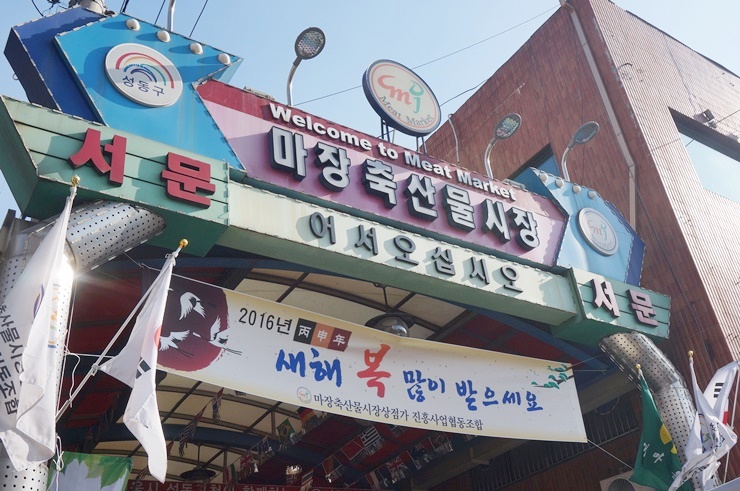 성동구
CMJ
Meat Market
Welcome to Meat Market
마장축산물시장
서문
어서오십시오
서문
2016년 丙申年
새해 복 많이 받으세요
마장축산물시장상점가 진흥사업협동조합